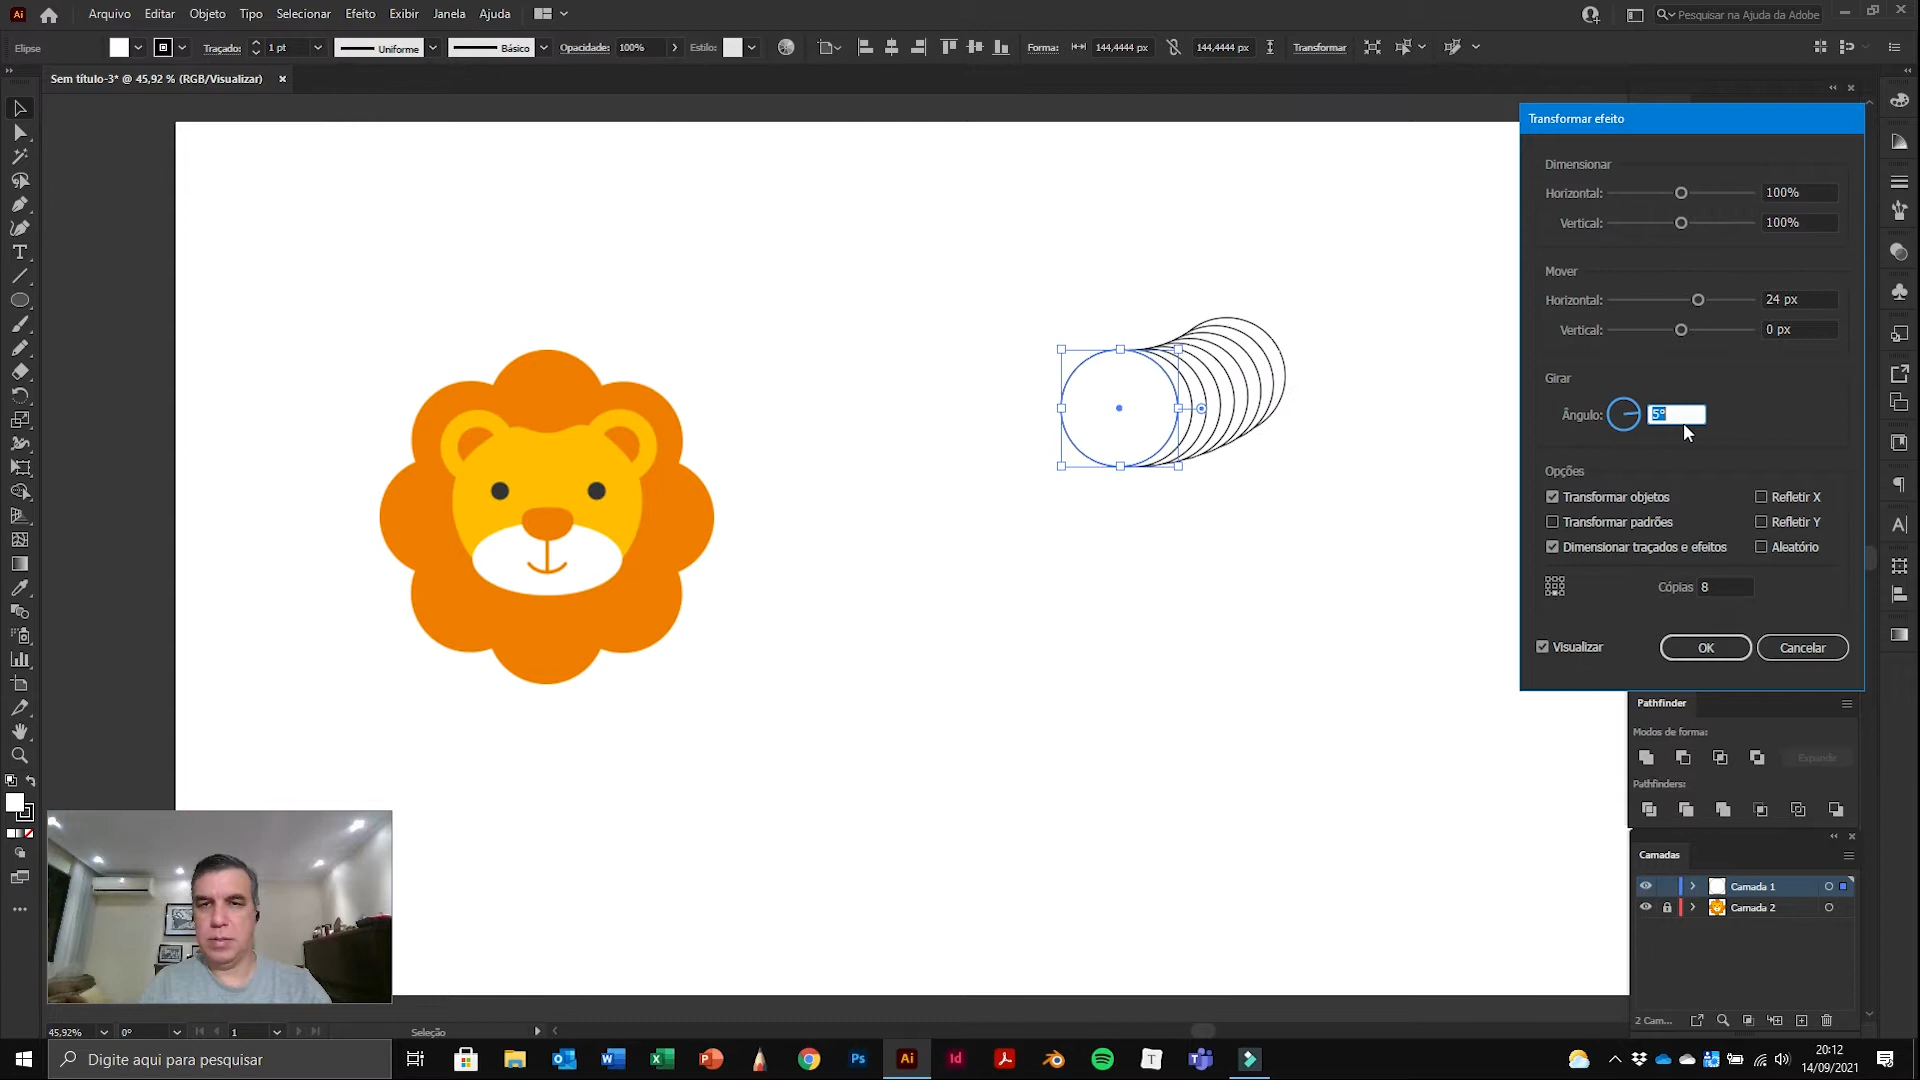 Ai
Arquivo Editar Objeto Tipo Selecionar Efeito Exibir Janela Ajuda
Pesquisar na Ajuda da Adobe
Elipse
Traçado: 1 pt Uniforme Básico Opacidade: 100% Estilo: Forma: 144,4444 px 144,4444 px Transformar
Sem título-3* @ 45,92 % (RGB/Visualizar)
Transformar efeito
Dimensionar
Horizontal: 100%
Vertical: 100%
Mover
Horizontal: 24 px
Vertical: 0 px
Girar
Ângulo: 5°
Opções
Transformar objetos Refletir X
Transformar padrões Refletir Y
Dimensionar traçados e efeitos Aleatório
Cópias 8
Visualizar OK Cancelar
Pathfinder
Modos de forma:
Expande
Pathfinders:
Camadas
Camada 1
Camada 2
2 Cam...
45,92% 0° 1 Seleção
Digite aqui para pesquisar
Ps Ai Id T
20:12
14/09/2021